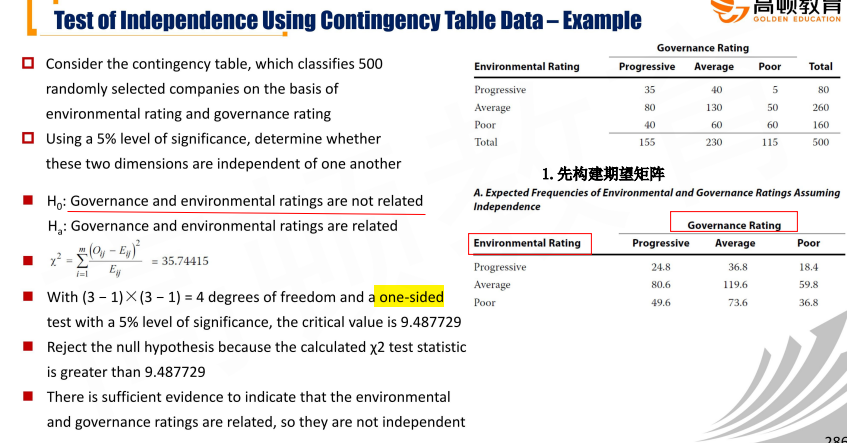 Test of Independence Using Contingency Table Data – Example
高顿教育
GOLDEN EDUCATION
Consider the contingency table, which classifies 500
randomly selected companies on the basis of
environmental rating and governance rating
Using a 5% level of significance, determine whether
these two dimensions are independent of one another
H₀: Governance and environmental ratings are not related
Hₐ: Governance and environmental ratings are related
χ² = Σ_{i=1}^{m} (O_{ij} − E_{ij})² / E_{ij} = 35.74415
With (3 − 1)×(3 − 1) = 4 degrees of freedom and a one-sided
test with a 5% level of significance, the critical value is 9.487729
Reject the null hypothesis because the calculated χ2 test statistic
is greater than 9.487729
There is sufficient evidence to indicate that the environmental
and governance ratings are related, so they are not independent
Governance Rating
Environmental Rating Progressive Average Poor Total
Progressive 35 40 5 80
Average 80 130 50 260
Poor 40 60 60 160
Total 155 230 115 500
1.先构建期望矩阵
A. Expected Frequencies of Environmental and Governance Ratings Assuming
Independence
Governance Rating
Environmental Rating Progressive Average Poor
Progressive 24.8 36.8 18.4
Average 80.6 119.6 59.8
Poor 49.6 73.6 36.8
286